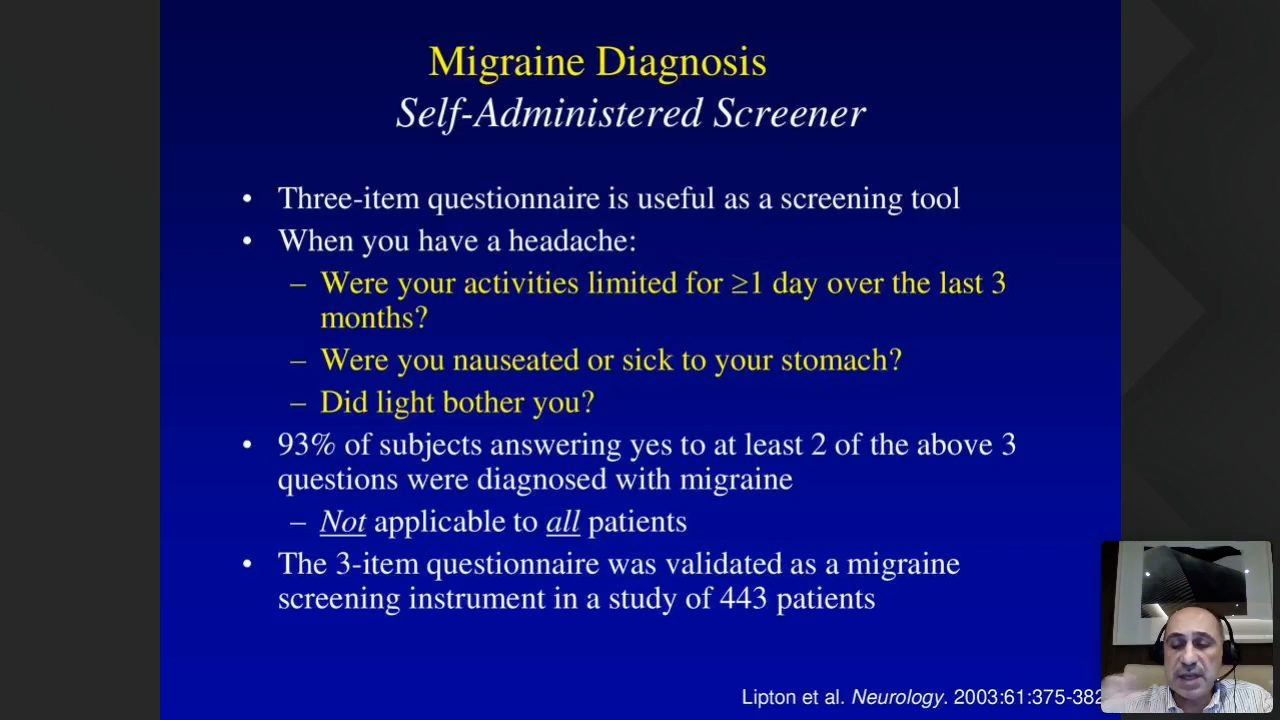 Migraine Diagnosis
Self-Administered Screener
• Three-item questionnaire is useful as a screening tool
• When you have a headache:
– Were your activities limited for ≥1 day over the last 3
months?
– Were you nauseated or sick to your stomach?
– Did light bother you?
• 93% of subjects answering yes to at least 2 of the above 3
questions were diagnosed with migraine
– Not applicable to all patients
• The 3-item questionnaire was validated as a migraine
screening instrument in a study of 443 patients
Lipton et al. Neurology. 2003:61:375-382